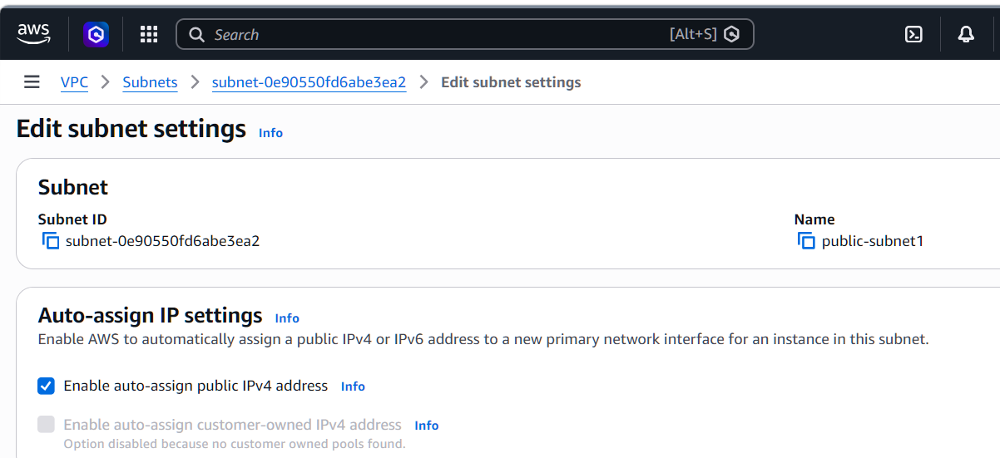 aws Search [Alt+S]
VPC > Subnets > subnet-0e90550fd6abe3ea2 > Edit subnet settings
Edit subnet settings Info
Subnet
Subnet ID Name
subnet-0e90550fd6abe3ea2 public-subnet1
Auto-assign IP settings Info
Enable AWS to automatically assign a public IPv4 or IPv6 address to a new primary network interface for an instance in this subnet.
Enable auto-assign public IPv4 address Info
Enable auto-assign customer-owned IPv4 address Info
Option disabled because no customer owned pools found.